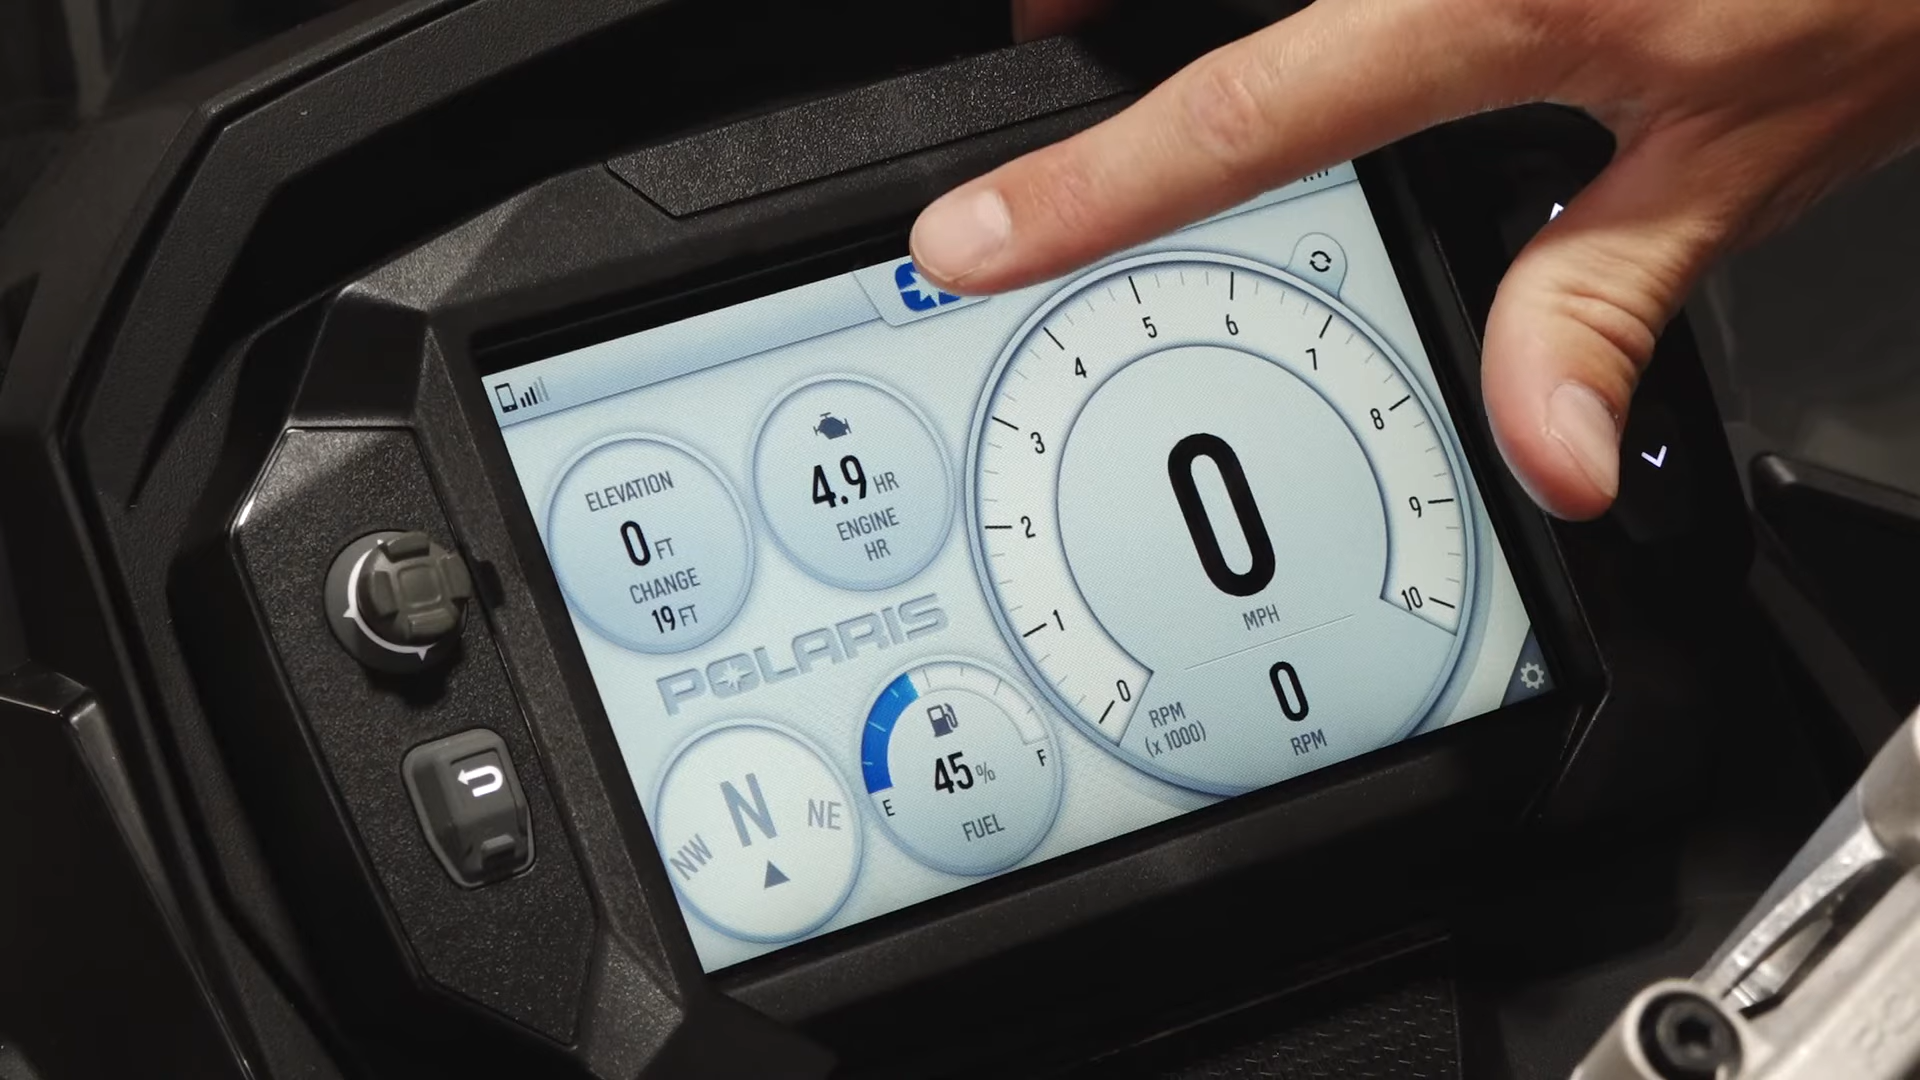 ELEVATION
0 FT
CHANGE
19 FT
4.9 HR
ENGINE
HR
POLARIS
NW N NE
45 %
E F
FUEL
0 1 2 3 4 5 6 7 8 9 10
0
MPH
RPM
(x 1000)
0
RPM